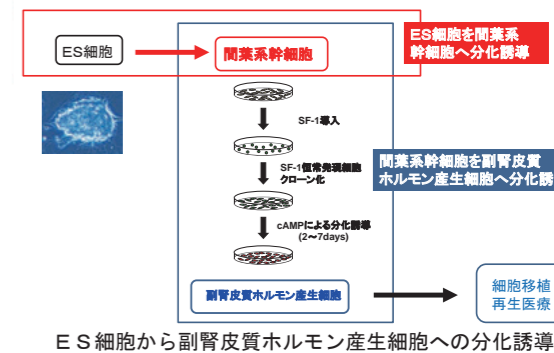 ES細胞
間葉系幹細胞
ES細胞を間葉系
幹細胞へ分化誘導
SF-1導入
SF-1恒常発現細胞
クローン化
間葉系幹細胞を副腎皮質
ホルモン産生細胞へ分化誘
cAMPによる分化誘導
(2〜7days)
副腎皮質ホルモン産生細胞
細胞移植
再生医療
ES細胞から副腎皮質ホルモン産生細胞への分化誘導